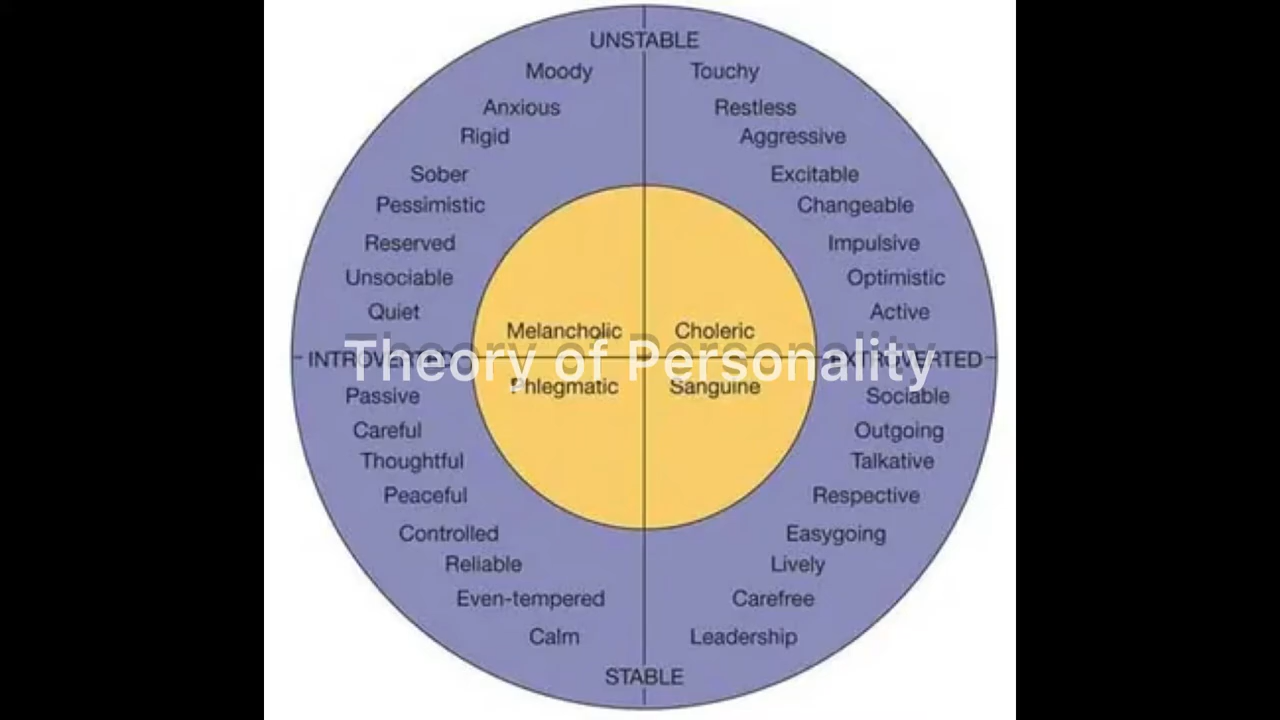 UNSTABLE
Moody Touchy
Anxious Restless
Rigid Aggressive
Sober Excitable
Pessimistic Changeable
Reserved Impulsive
Unsociable Optimistic
Quiet Active
Melancholic Choleric
INTROVERTED EXTROVERTED
Theory of Personality
Phlegmatic Sanguine
Passive Sociable
Careful Outgoing
Thoughtful Talkative
Peaceful Respective
Controlled Easygoing
Reliable Lively
Even-tempered Carefree
Calm Leadership
STABLE